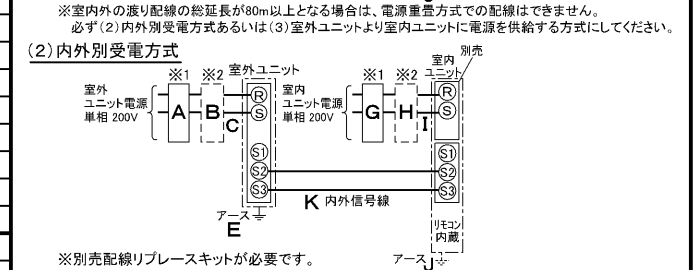 ※室内外の渡り配線の総延長が80m以上となる場合は、電源重畳方式での配線はできません。
必ず(2)内外別受電方式あるいは(3)室外ユニットより室内ユニットに電源を供給する方式にしてください。
(2)内外別受電方式
※1 ※2 室外ユニット ※1 ※2 室内ユニット 別売
室外
ユニット電源
単相 200V
A B C R S
室内
ユニット電源
単相 200V
G H I R S
S1 S1
S2 S2
S3 S3
K 内外信号線
アース
E
リモコン
内蔵
アース J
※別売配線リプレースキットが必要です。